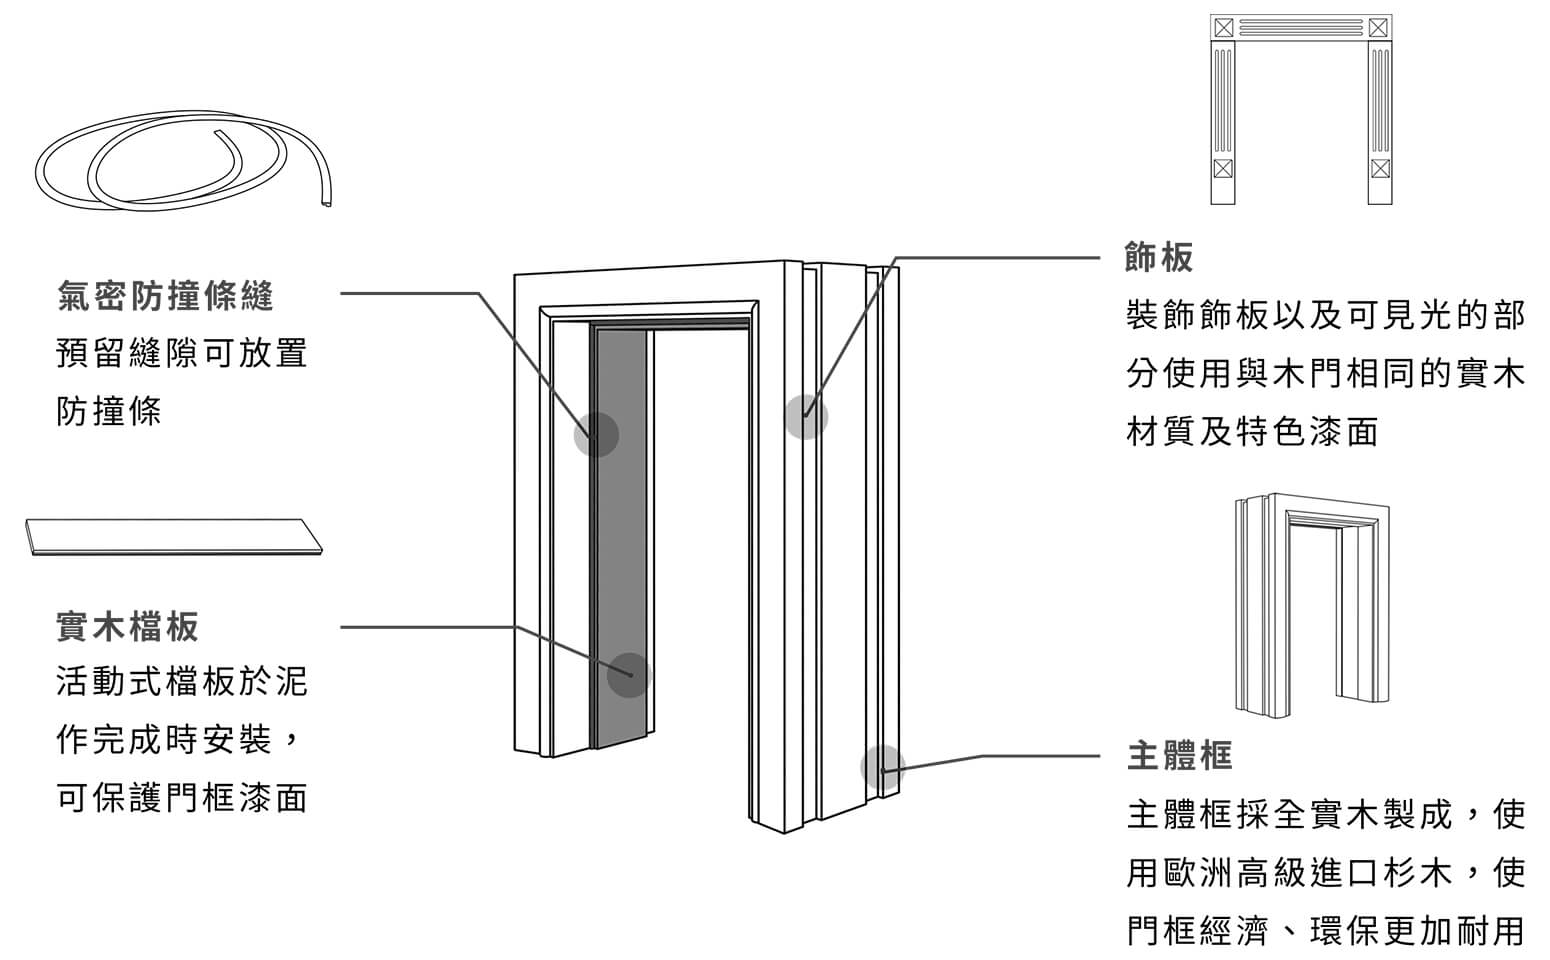 氣密防撞條縫
預留縫隙可放置
防撞條
實木檔板
活動式檔板於泥
作完成時安裝，
可保護門框漆面
飾板
裝飾飾板以及可見光的部
分使用與木門相同的實木
材質及特色漆面
主體框
主體框採全實木製成，使
用歐洲高級進口杉木，使
門框經濟、環保更加耐用